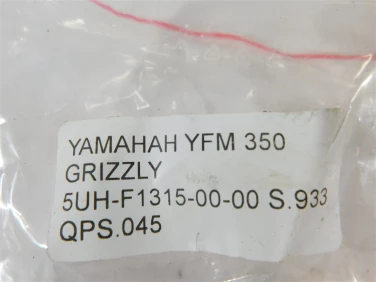 YAMAHAH YFM 350
GRIZZLY
5UH-F1315-00-00 S.933
QPS.045